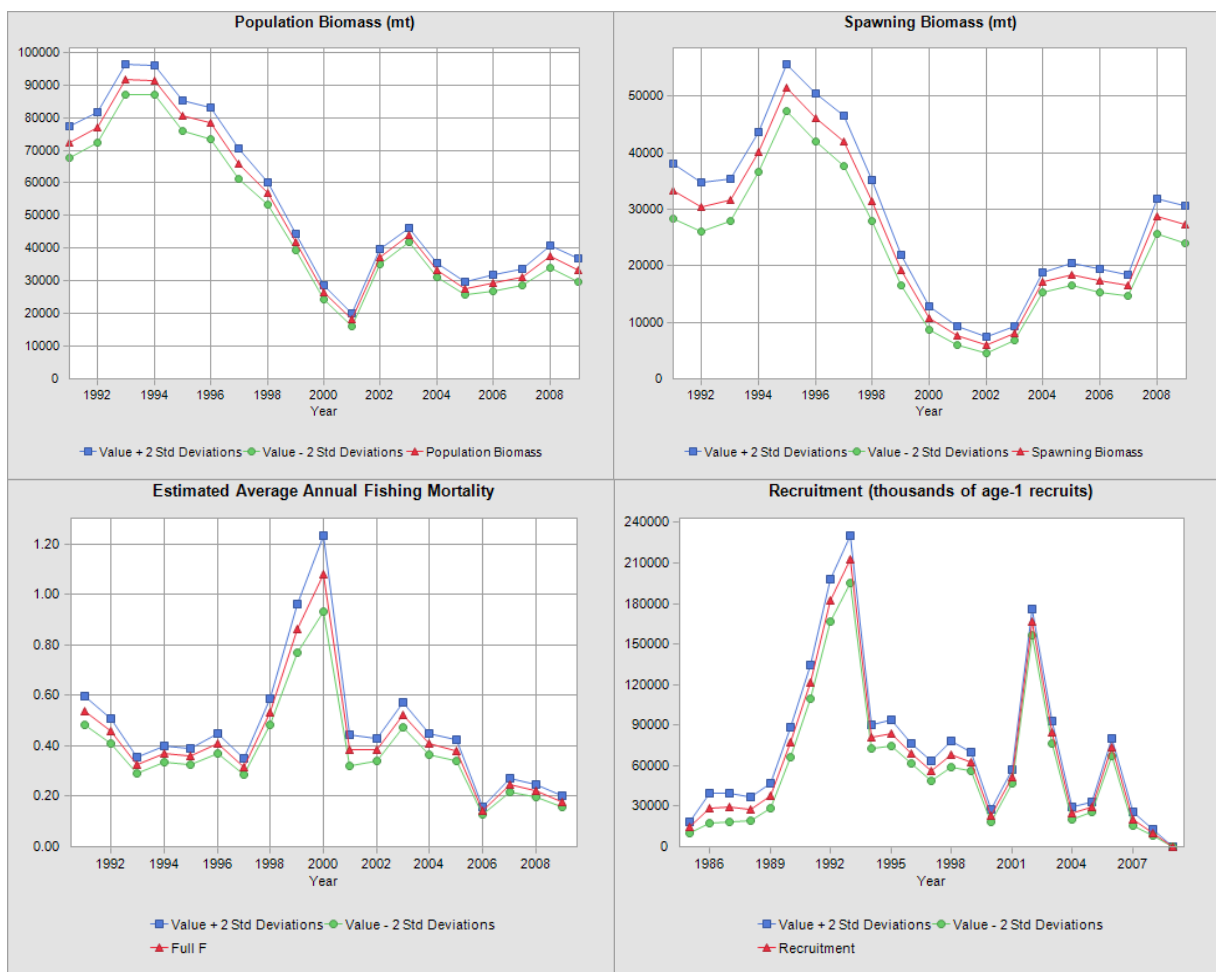 Population Biomass (mt)
100000
90000
80000
70000
60000
50000
40000
30000
20000
10000
0
1992 1994 1996 1998 2000 2002 2004 2006 2008
Year
Value + 2 Std Deviations Value - 2 Std Deviations Population Biomass
Spawning Biomass (mt)
50000
40000
30000
20000
10000
0
1992 1994 1996 1998 2000 2002 2004 2006 2008
Year
Value + 2 Std Deviations Value - 2 Std Deviations Spawning Biomass
Estimated Average Annual Fishing Mortality
1.20
1.00
0.80
0.60
0.40
0.20
0.00
1992 1994 1996 1998 2000 2002 2004 2006 2008
Year
Value + 2 Std Deviations Value - 2 Std Deviations
Full F
Recruitment (thousands of age-1 recruits)
240000
210000
180000
150000
120000
90000
60000
30000
0
1986 1989 1992 1995 1998 2001 2004 2007
Year
Value + 2 Std Deviations Value - 2 Std Deviations
Recruitment